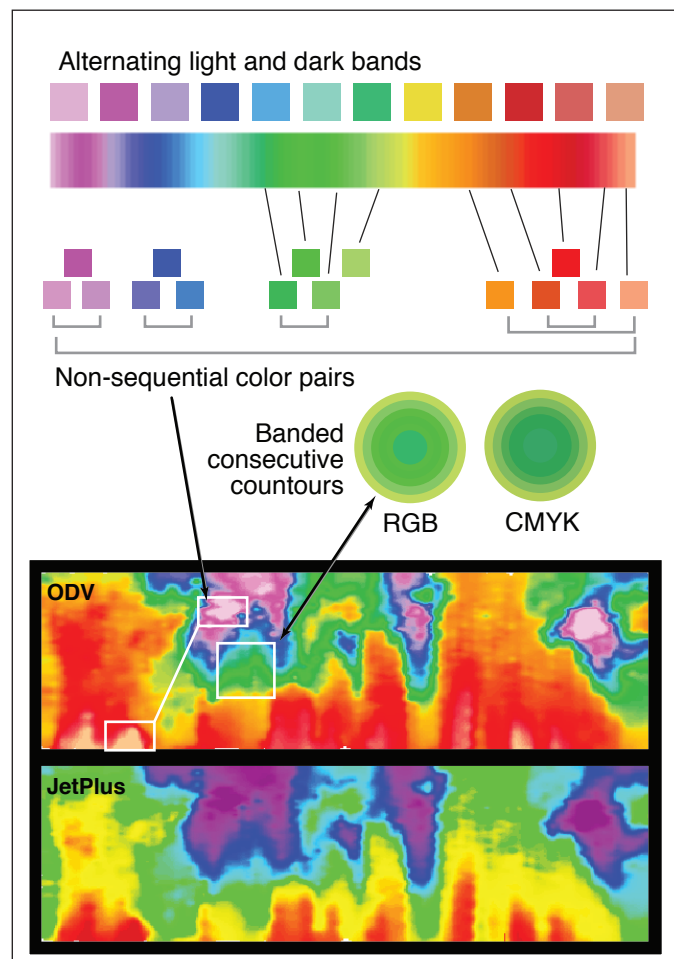 Alternating light and dark bands
Non-sequential color pairs
Banded
consecutive
countours
RGB
CMYK
ODV
JetPlus